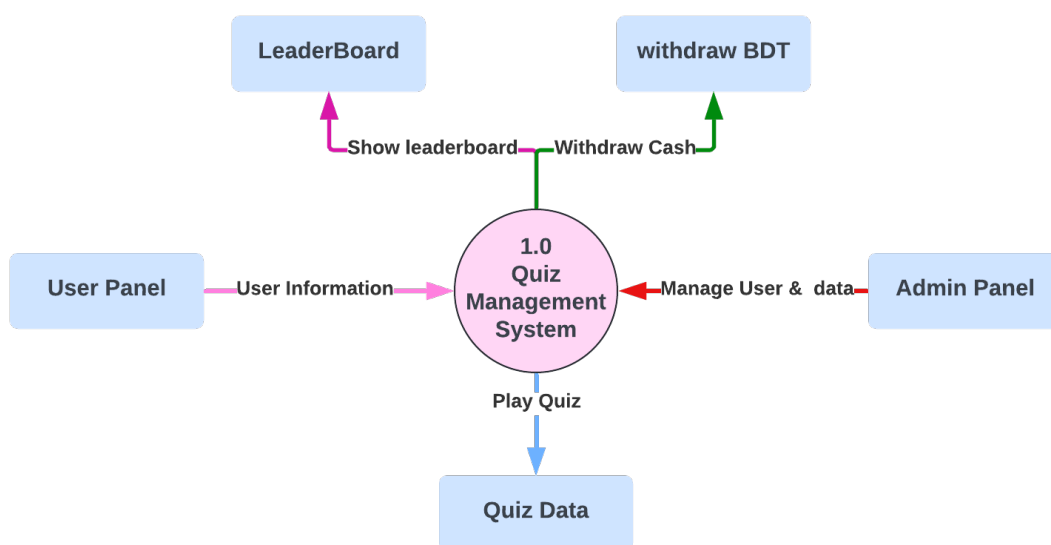 LeaderBoard
withdraw BDT
Show leaderboard
Withdraw Cash
User Panel
User Information
1.0
Quiz
Management
System
Manage User &  data
Admin Panel
Play Quiz
Quiz Data